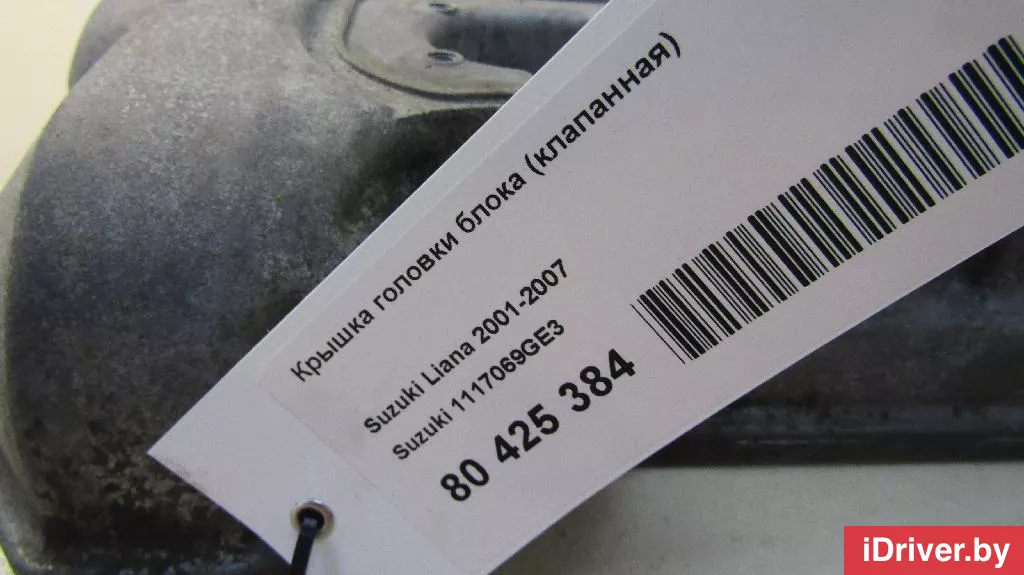 Крышка головки блока (клапанная)
Suzuki Liana 2001-2007
Suzuki 1117069GE3
80 425 384
iDriver.by